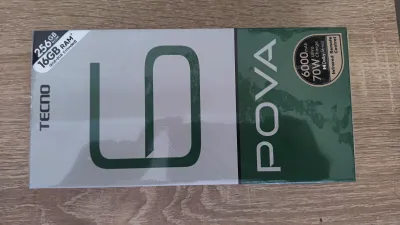 256GB
16GB RAM*
TECNO
POVA
6000mAh
70W